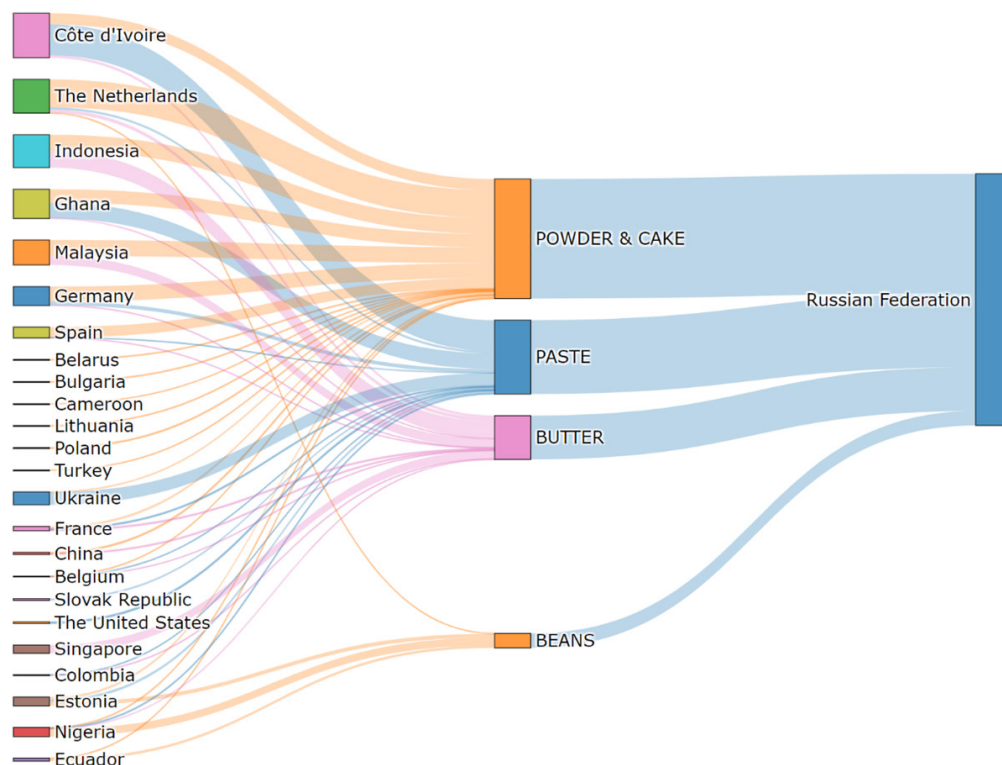 Côte d'Ivoire
The Netherlands
Indonesia
Ghana
Malaysia
Germany
Spain
Belarus
Bulgaria
Cameroon
Lithuania
Poland
Turkey
Ukraine
France
China
Belgium
Slovak Republic
The United States
Singapore
Colombia
Estonia
Nigeria
Ecuador
POWDER & CAKE
PASTE
BUTTER
BEANS
Russian Federation